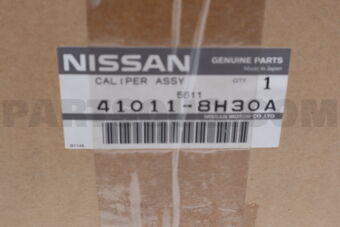 NISSAN
GENUINE PARTS
Made in Japan
CALIPER ASSY
QTY
1
5611
41011-8H30A
NISSAN MOTOR CO.,LTD